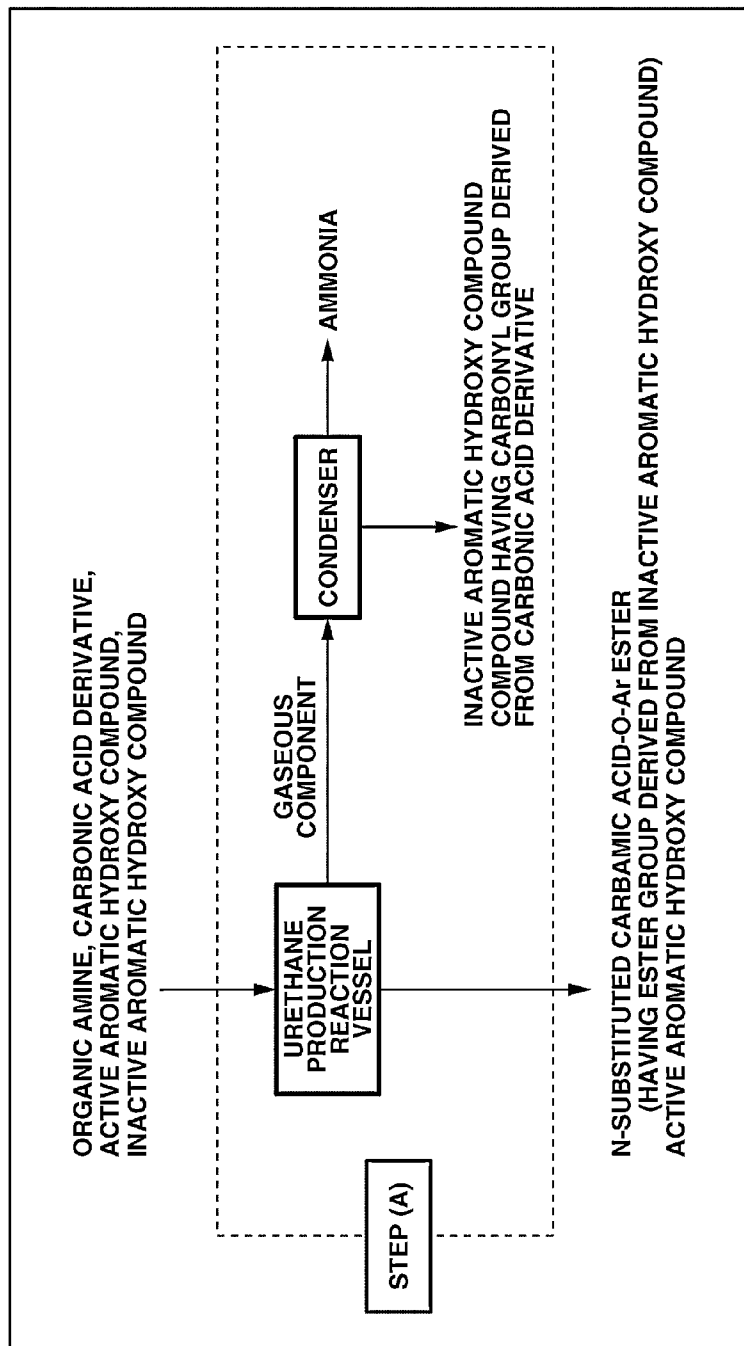 STEP (A)
ORGANIC AMINE, CARBONIC ACID DERIVATIVE,
ACTIVE AROMATIC HYDROXY COMPOUND,
INACTIVE AROMATIC HYDROXY COMPOUND
URETHANE
PRODUCTION
REACTION
VESSEL
GASEOUS
COMPONENT
CONDENSER
AMMONIA
INACTIVE AROMATIC HYDROXY COMPOUND
COMPOUND HAVING CARBONYL GROUP DERIVED
FROM CARBONIC ACID DERIVATIVE
N-SUBSTITUTED CARBAMIC ACID-O-Ar ESTER
(HAVING ESTER GROUP DERIVED FROM INACTIVE AROMATIC HYDROXY COMPOUND)
ACTIVE AROMATIC HYDROXY COMPOUND